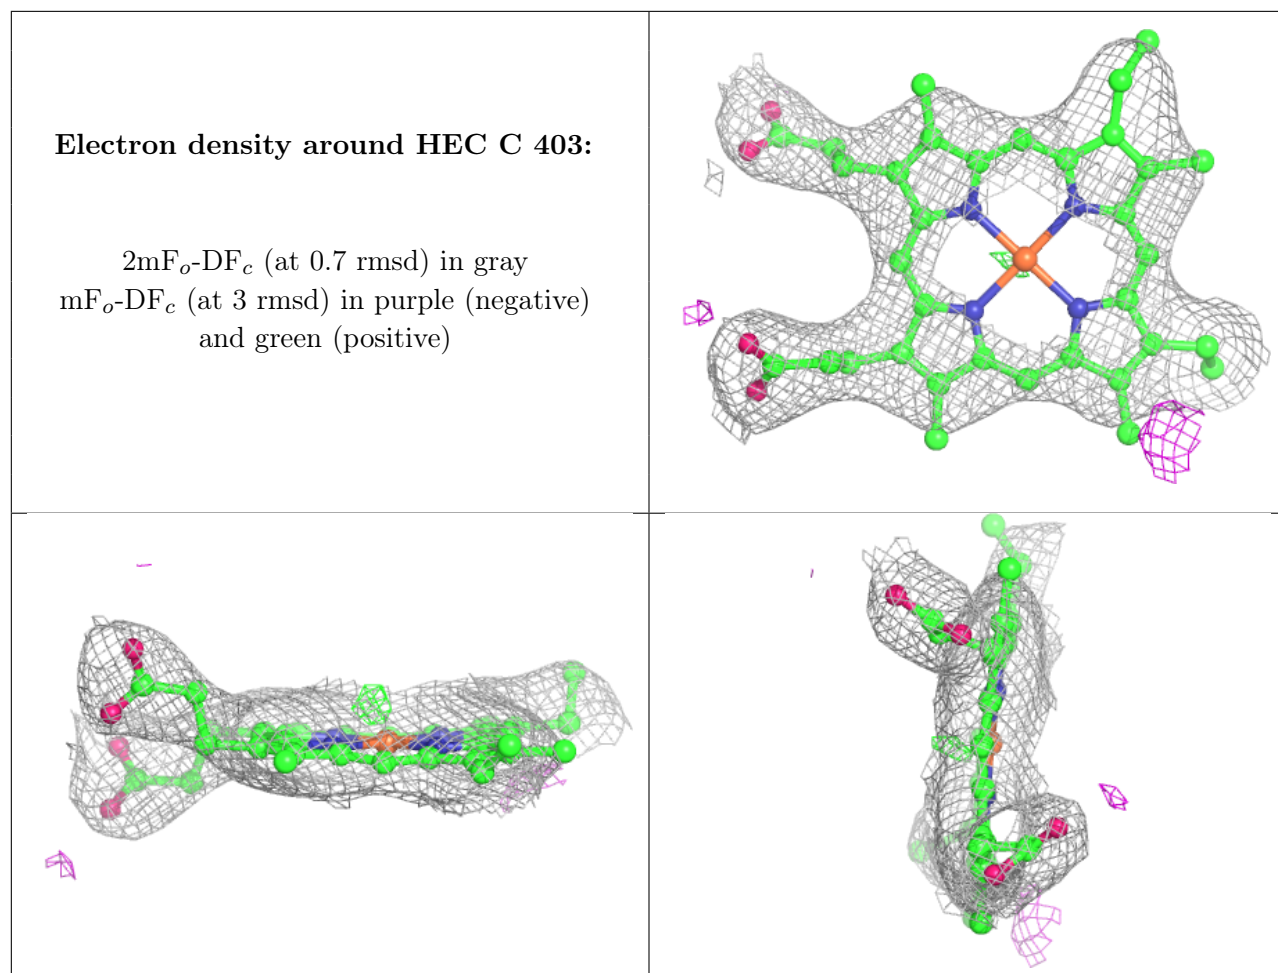 Electron density around HEC C 403:
2mFₒ-DF𝒸 (at 0.7 rmsd) in gray
mFₒ-DF𝒸 (at 3 rmsd) in purple (negative)
and green (positive)